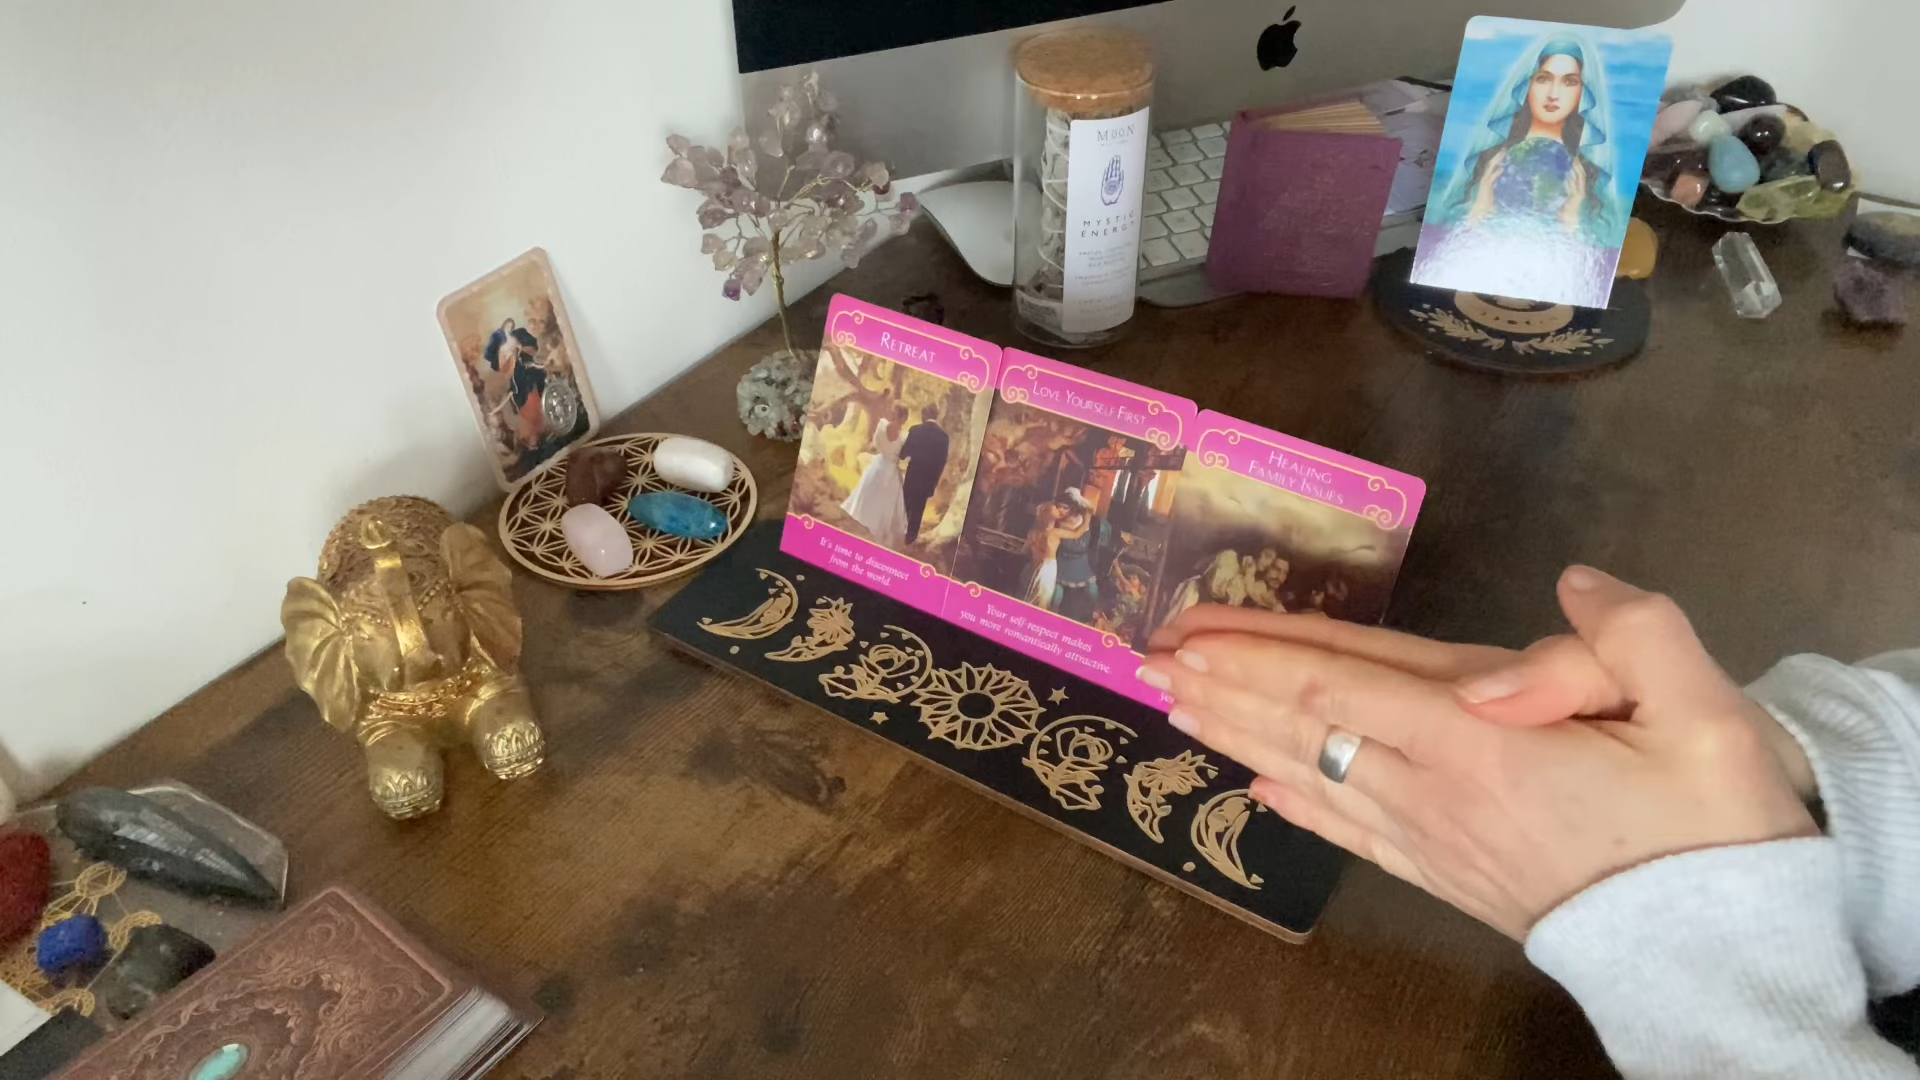 MOON
MYSTIC
ENERGY
RETREAT
It's time to disconnect
from the world.
LOVE YOURSELF FIRST
Your self-respect makes
you more romantically attractive.
HEALING
FAMILY ISSUES